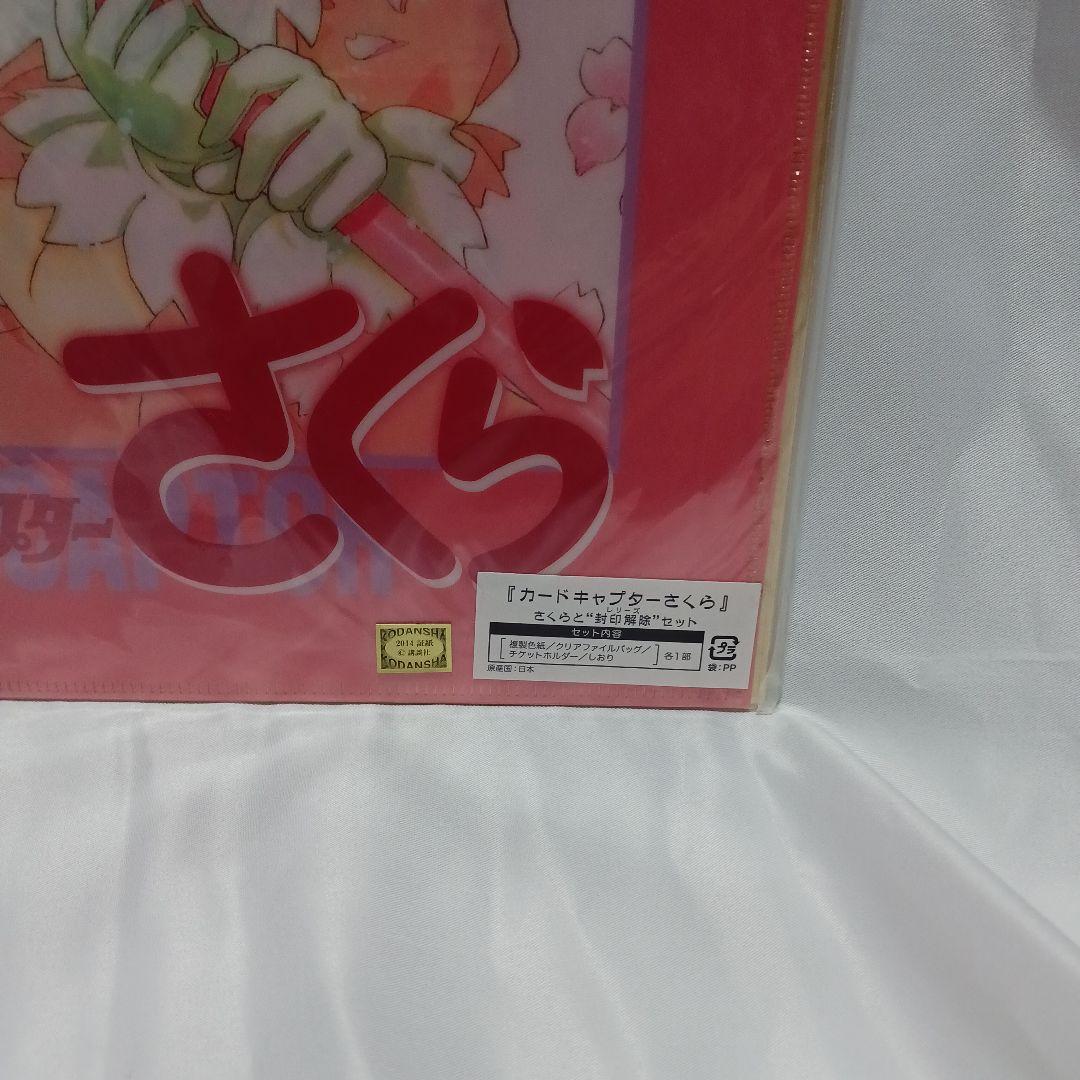 さくら
プター
CAPTOR
『カードキャプターさくら』
さくらと“封印解除”セット
レリーズ
セット内容
複製色紙／クリアファイルバッグ／
チケットホルダー／しおり
各1部
原産国：日本
プラ
袋：PP
KODANSHA
2014 証紙
© 講談社
KODANSHA